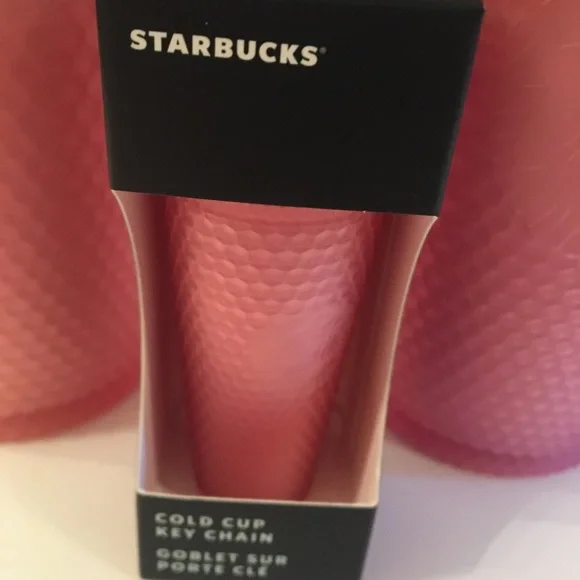 STARBUCKS®
COLD CUP
KEY CHAIN
GOBLET SUR
PORTE CLÉ